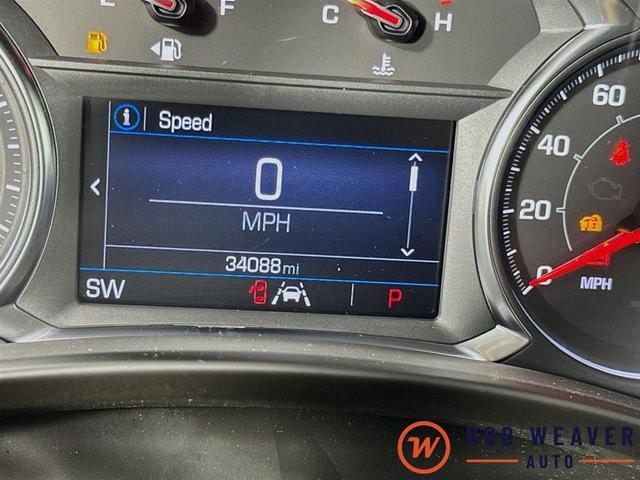 E F C H
Speed
60
40
20
0
0
MPH
MPH
34088 mi
SW P
BOB WEAVER
AUTO